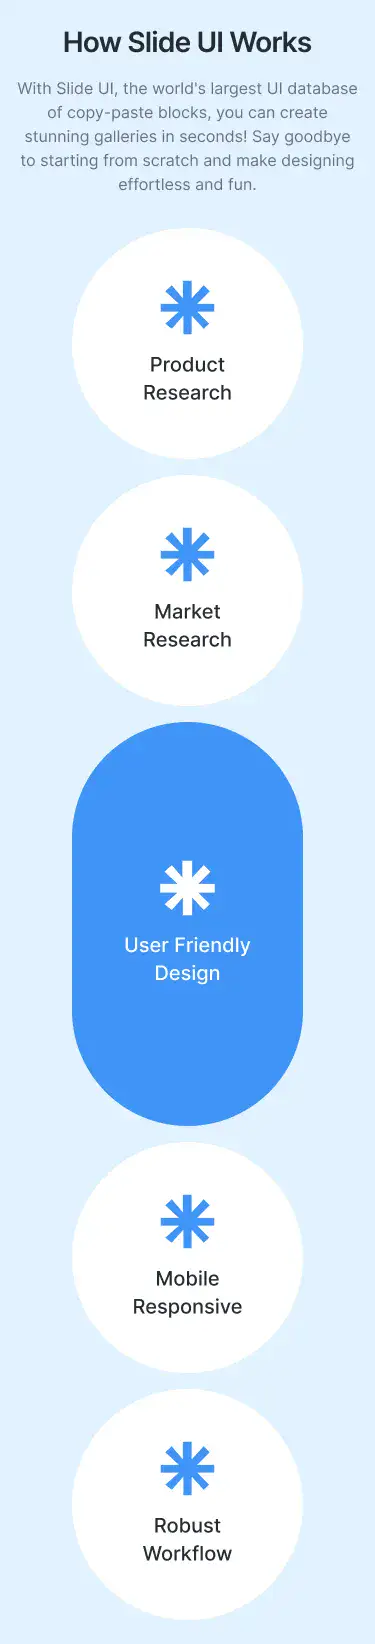 How Slide UI Works
With Slide UI, the world's largest UI database
of copy-paste blocks, you can create
stunning galleries in seconds! Say goodbye
to starting from scratch and make designing
effortless and fun.
Product
Research
Market
Research
User Friendly
Design
Mobile
Responsive
Robust
Workflow